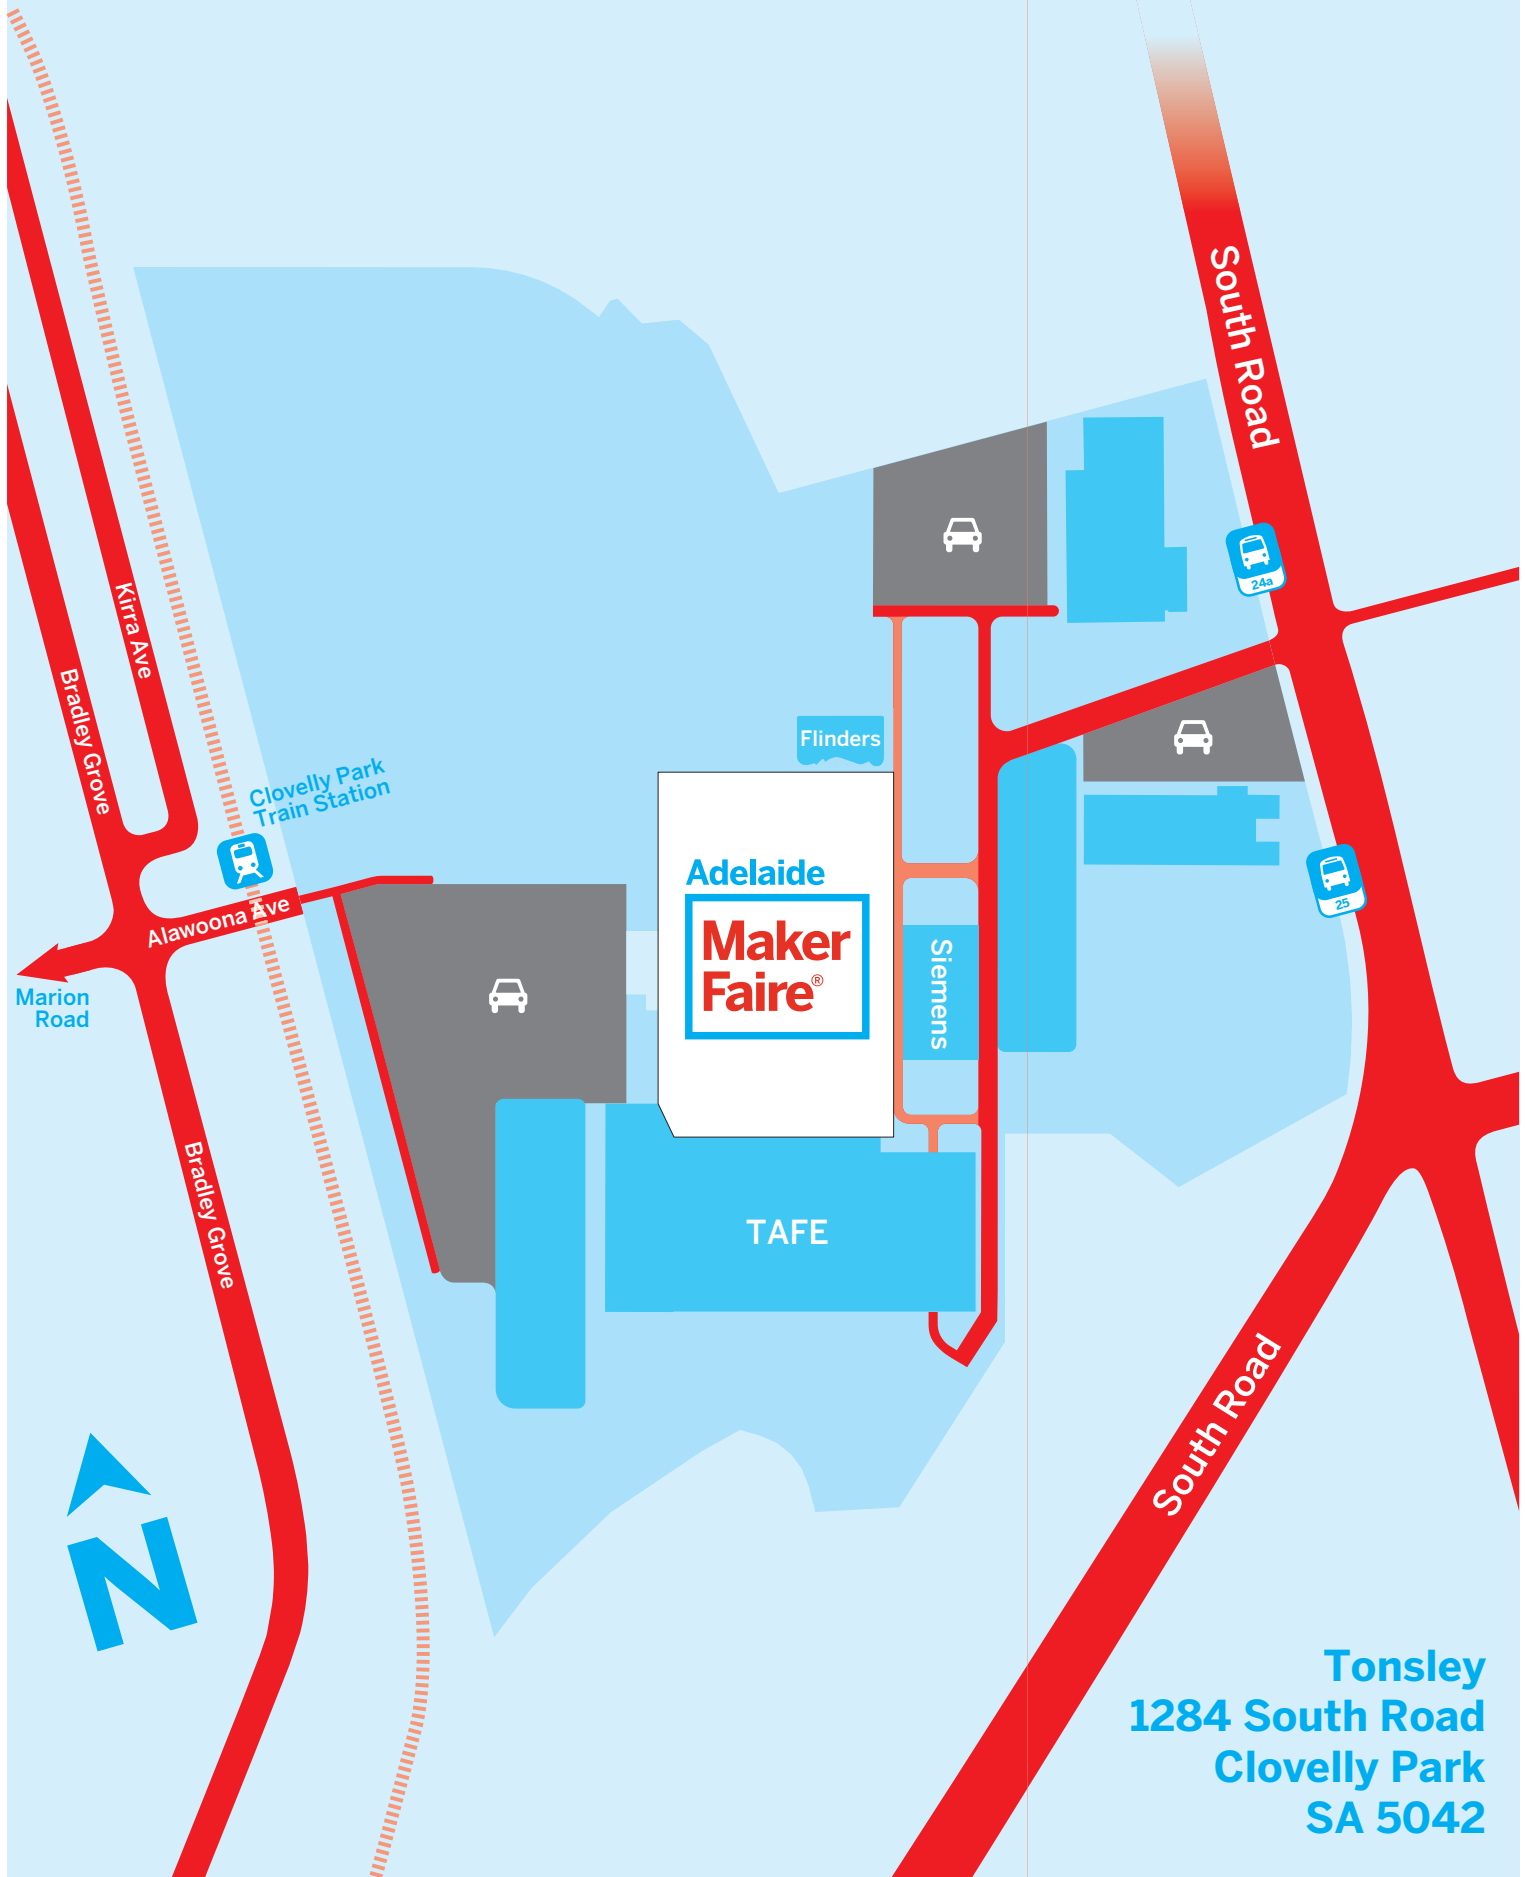 South Road
24a
Kirra Ave
Bradley Grove
Flinders
Clovelly Park
Train Station
Adelaide
Maker
Faire®
25
Alawoona Ave
Siemens
Marion
Road
Bradley Grove
TAFE
South Road
N
Tonsley
1284 South Road
Clovelly Park
SA 5042